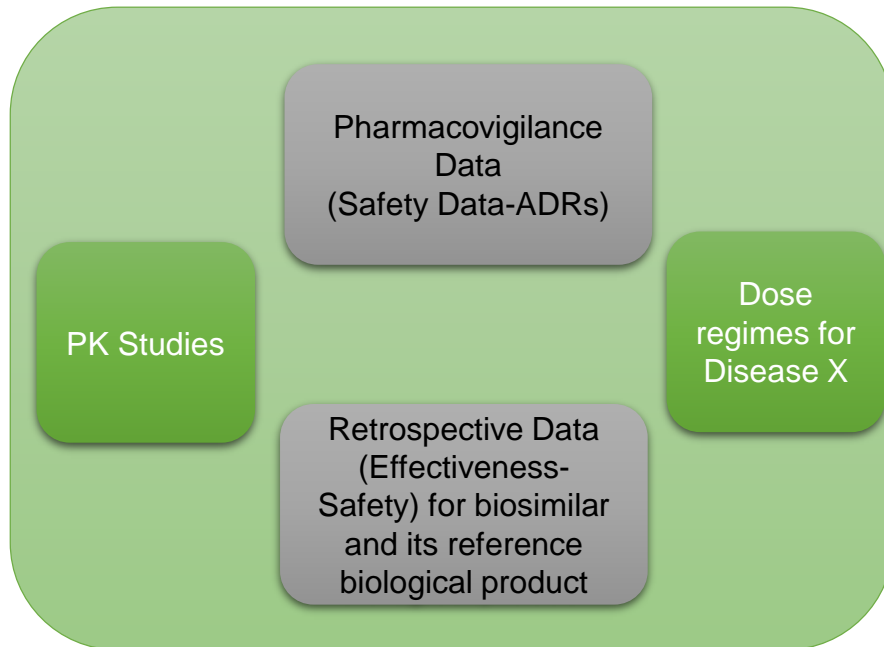 Pharmacovigilance
Data
(Safety Data-ADRs)
PK Studies
Dose
regimes for
Disease X
Retrospective Data
(Effectiveness-
Safety) for biosimilar
and its reference
biological product